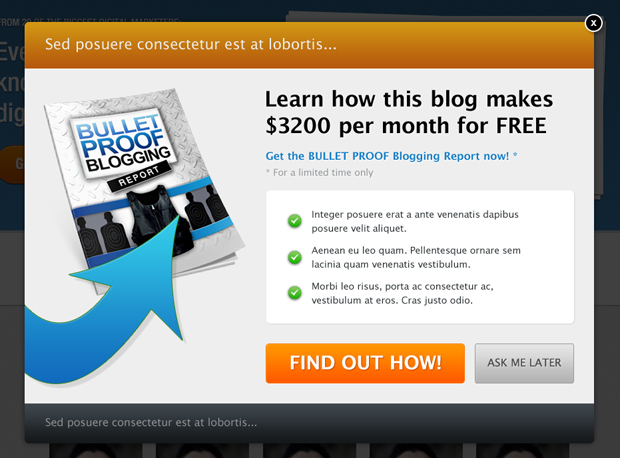 FROM 20 OF THE BIGGEST DIGITAL MARKETERS:
x
Sed posuere consectetur est at lobortis...
Eve
kno
dig
G
BULLET
PROOF
BLOGGING
REPORT
Learn how this blog makes
$3200 per month for FREE
Get the BULLET PROOF Blogging Report now! *
* For a limited time only
Integer posuere erat a ante venenatis dapibus
posuere velit aliquet.
Aenean eu leo quam. Pellentesque ornare sem
lacinia quam venenatis vestibulum.
Morbi leo risus, porta ac consectetur ac,
vestibulum at eros. Cras justo odio.
FIND OUT HOW!
ASK ME LATER
Sed posuere consectetur est at lobortis...